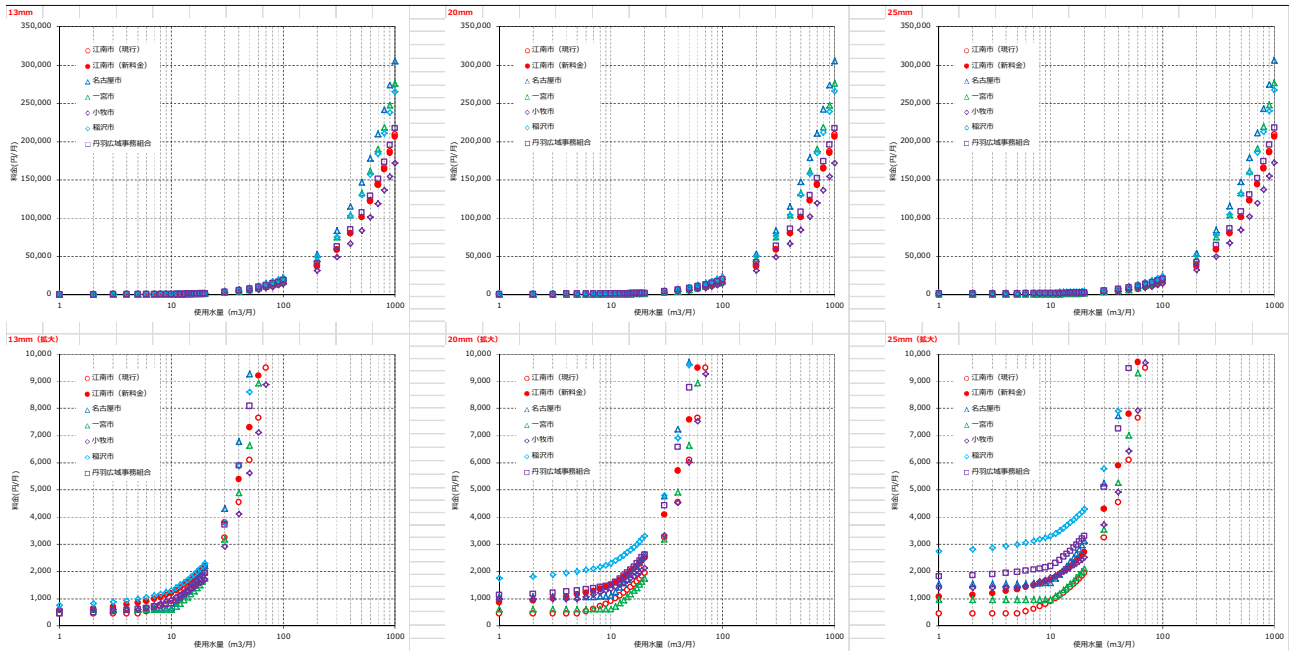 13mm
350,000
300,000
250,000
200,000
150,000
100,000
50,000
0
料金(円/月)
江南市（現行）
江南市（新料金）
名古屋市
一宮市
小牧市
稲沢市
丹羽広域事務組合
1
10
100
1000
使用水量（m3/月）
20mm
350,000
300,000
250,000
200,000
150,000
100,000
50,000
0
料金(円/月)
江南市（現行）
江南市（新料金）
名古屋市
一宮市
小牧市
稲沢市
丹羽広域事務組合
1
10
100
1000
使用水量（m3/月）
25mm
350,000
300,000
250,000
200,000
150,000
100,000
50,000
0
料金(円/月)
江南市（現行）
江南市（新料金）
名古屋市
一宮市
小牧市
稲沢市
丹羽広域事務組合
1
10
100
1000
使用水量（m3/月）
13mm（拡大）
10,000
9,000
8,000
7,000
6,000
5,000
4,000
3,000
2,000
1,000
0
料金(円/月)
江南市（現行）
江南市（新料金）
名古屋市
一宮市
小牧市
稲沢市
丹羽広域事務組合
1
10
100
1000
使用水量（m3/月）
20mm（拡大）
10,000
9,000
8,000
7,000
6,000
5,000
4,000
3,000
2,000
1,000
0
料金(円/月)
江南市（現行）
江南市（新料金）
名古屋市
一宮市
小牧市
稲沢市
丹羽広域事務組合
1
10
100
1000
使用水量（m3/月）
25mm（拡大）
10,000
9,000
8,000
7,000
6,000
5,000
4,000
3,000
2,000
1,000
0
料金(円/月)
江南市（現行）
江南市（新料金）
名古屋市
一宮市
小牧市
稲沢市
丹羽広域事務組合
1
10
100
1000
使用水量（m3/月）